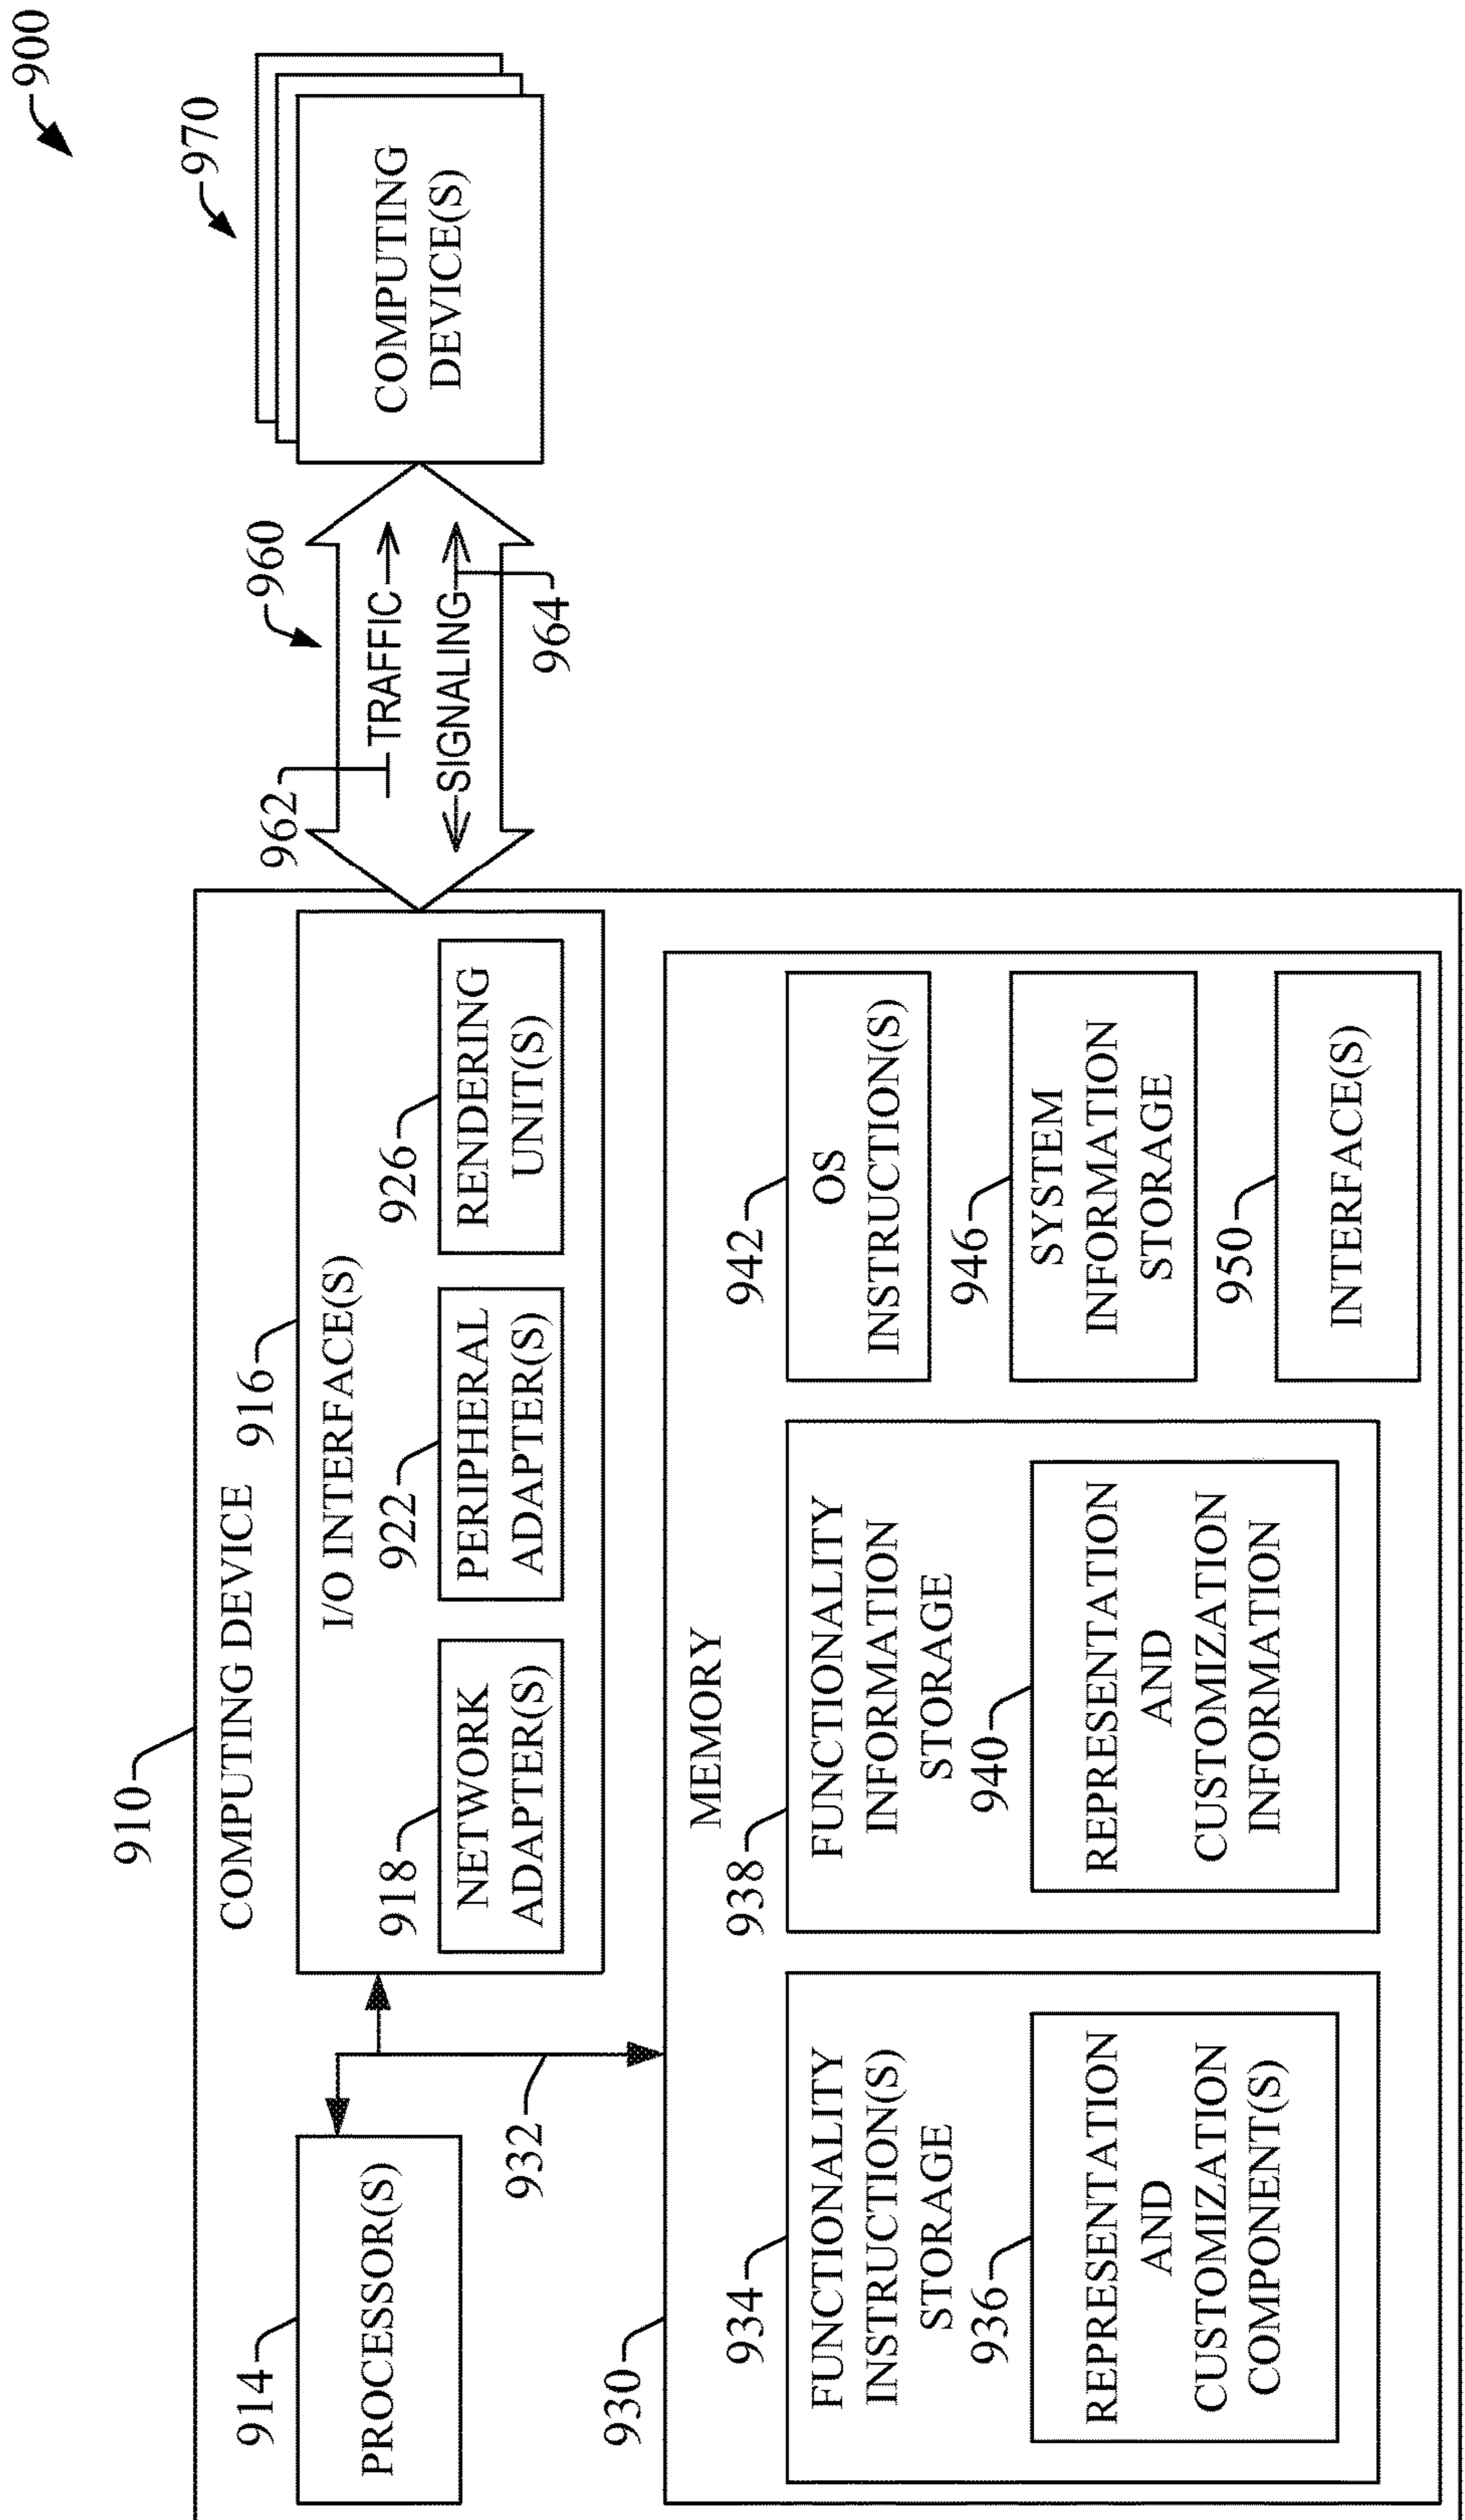 900
910
COMPUTING DEVICE
914
PROCESSOR(S)
916
I/O INTERFACE(S)
918
NETWORK
ADAPTER(S)
922
PERIPHERAL
ADAPTER(S)
926
RENDERING
UNIT(S)
932
930
MEMORY
934
FUNCTIONALITY
INSTRUCTION(S)
STORAGE
936
REPRESENTATION
AND
CUSTOMIZATION
COMPONENT(S)
938
FUNCTIONALITY
INFORMATION
STORAGE
940
REPRESENTATION
AND
CUSTOMIZATION
INFORMATION
942
OS
INSTRUCTION(S)
946
SYSTEM
INFORMATION
STORAGE
950
INTERFACE(S)
962
960
TRAFFIC
SIGNALING
964
970
COMPUTING
DEVICE(S)